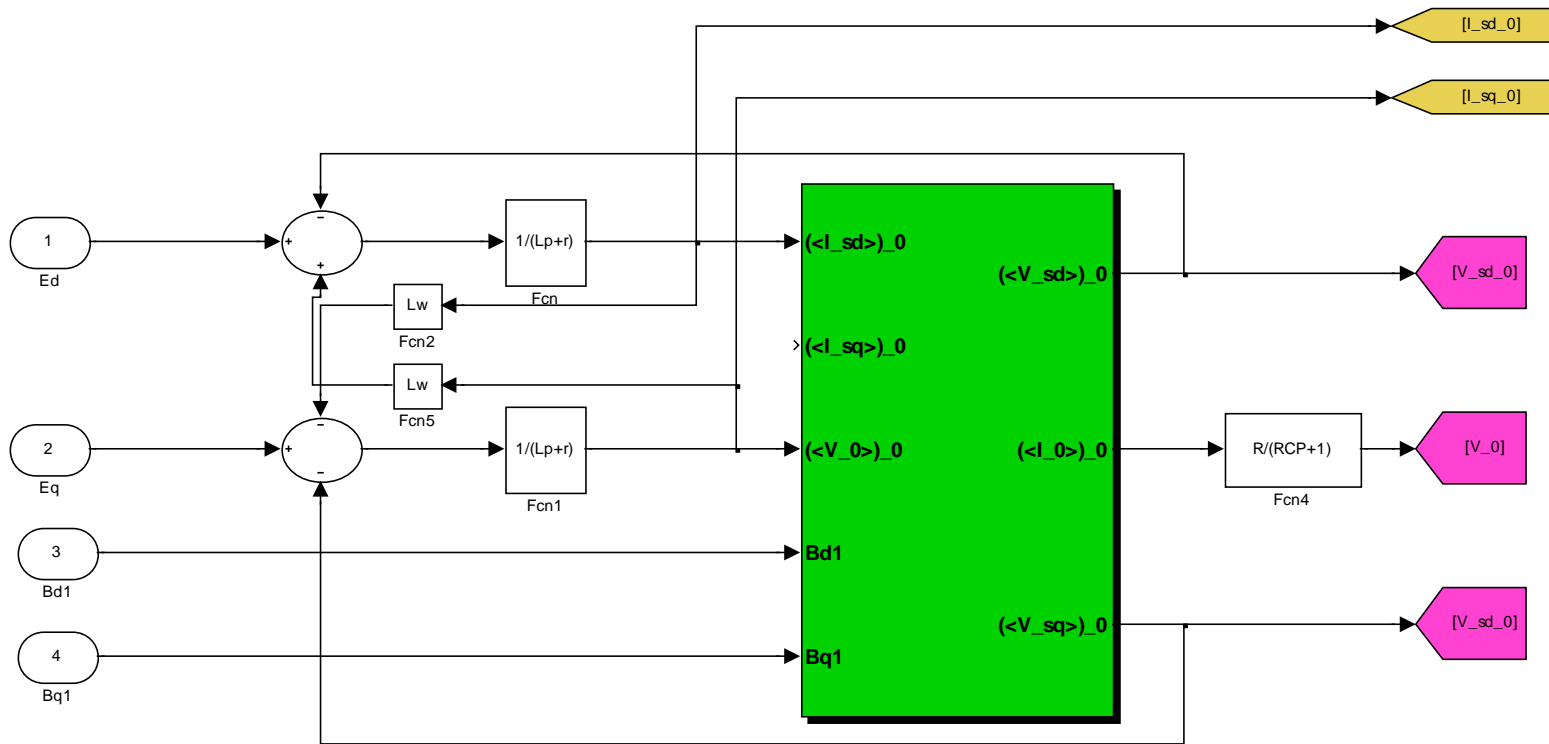 [I_sd_0]
[I_sq_0]
1
Ed
−
+
+
1/(Lp+r)
Fcn
(<I_sd>)_0
(<V_sd>)_0
[V_sd_0]
Lw
Fcn2
(<I_sq>)_0
Lw
Fcn5
2
Eq
−
+
−
1/(Lp+r)
Fcn1
(<V_0>)_0
(<I_0>)_0
R/(RCP+1)
Fcn4
[V_0]
3
Bd1
Bd1
(<V_sq>)_0
[V_sd_0]
4
Bq1
Bq1